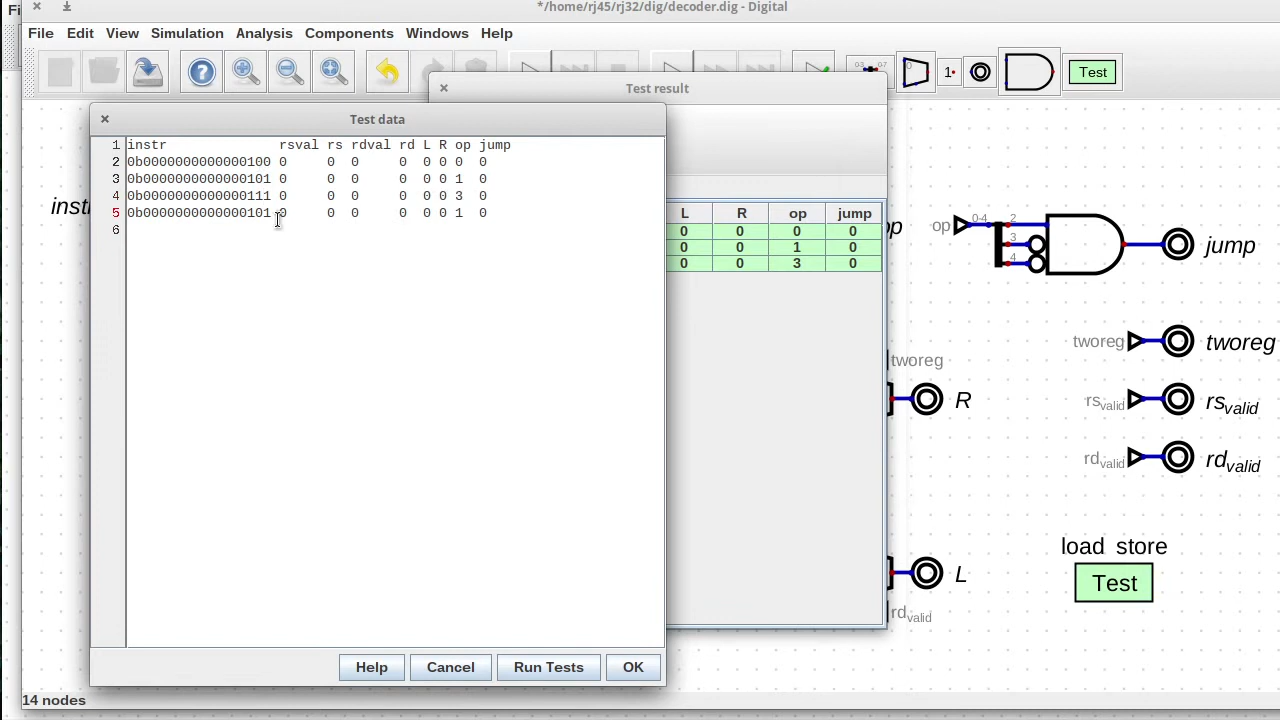 */home/rj45/rj32/dig/decoder.dig - Digital
File Edit View Simulation Analysis Components Windows Help
Test
Test result
Test data
1 instr rsval rs rdval rd L R op jump
2 0b0000000000000100 0 0 0 0 0 0 0 0
3 0b0000000000000101 0 0 0 0 0 0 1 0
4 0b0000000000000111 0 0 0 0 0 0 3 0
5 0b0000000000000101 0 0 0 0 0 0 1 0
6
L R op jump
0 0 0 0
0 0 1 0
0 0 3 0
op 0-4 2
3
4
jump
tworeg tworeg
tworeg
R
rsvalid rsvalid
rdvalid rdvalid
load store
Test
L
rdvalid
Help Cancel Run Tests OK
14 nodes